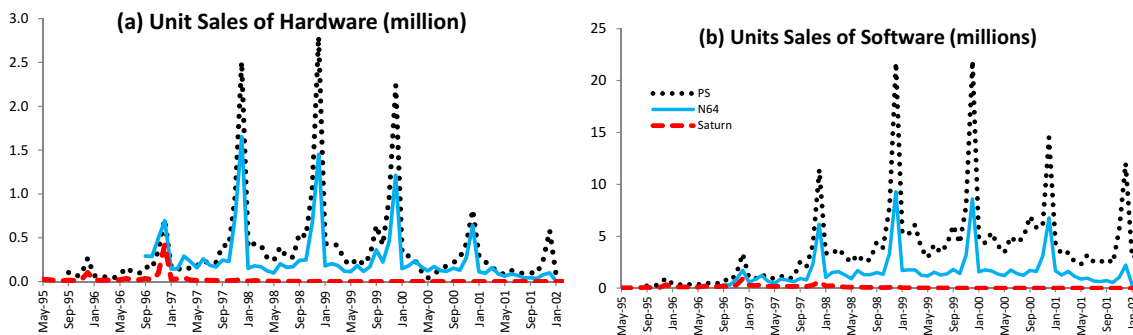 (a) Unit Sales of Hardware (million)
3.0
2.5
2.0
1.5
1.0
0.5
0.0
May-95
Sep-95
Jan-96
May-96
Sep-96
Jan-97
May-97
Sep-97
Jan-98
May-98
Sep-98
Jan-99
May-99
Sep-99
Jan-00
May-00
Sep-00
Jan-01
May-01
Sep-01
Jan-02
(b) Units Sales of Software (millions)
25
20
15
10
5
0
PS
N64
Saturn
May-95
Sep-95
Jan-96
May-96
Sep-96
Jan-97
May-97
Sep-97
Jan-98
May-98
Sep-98
Jan-99
May-99
Sep-99
Jan-00
May-00
Sep-00
Jan-01
May-01
Sep-01
Jan-02